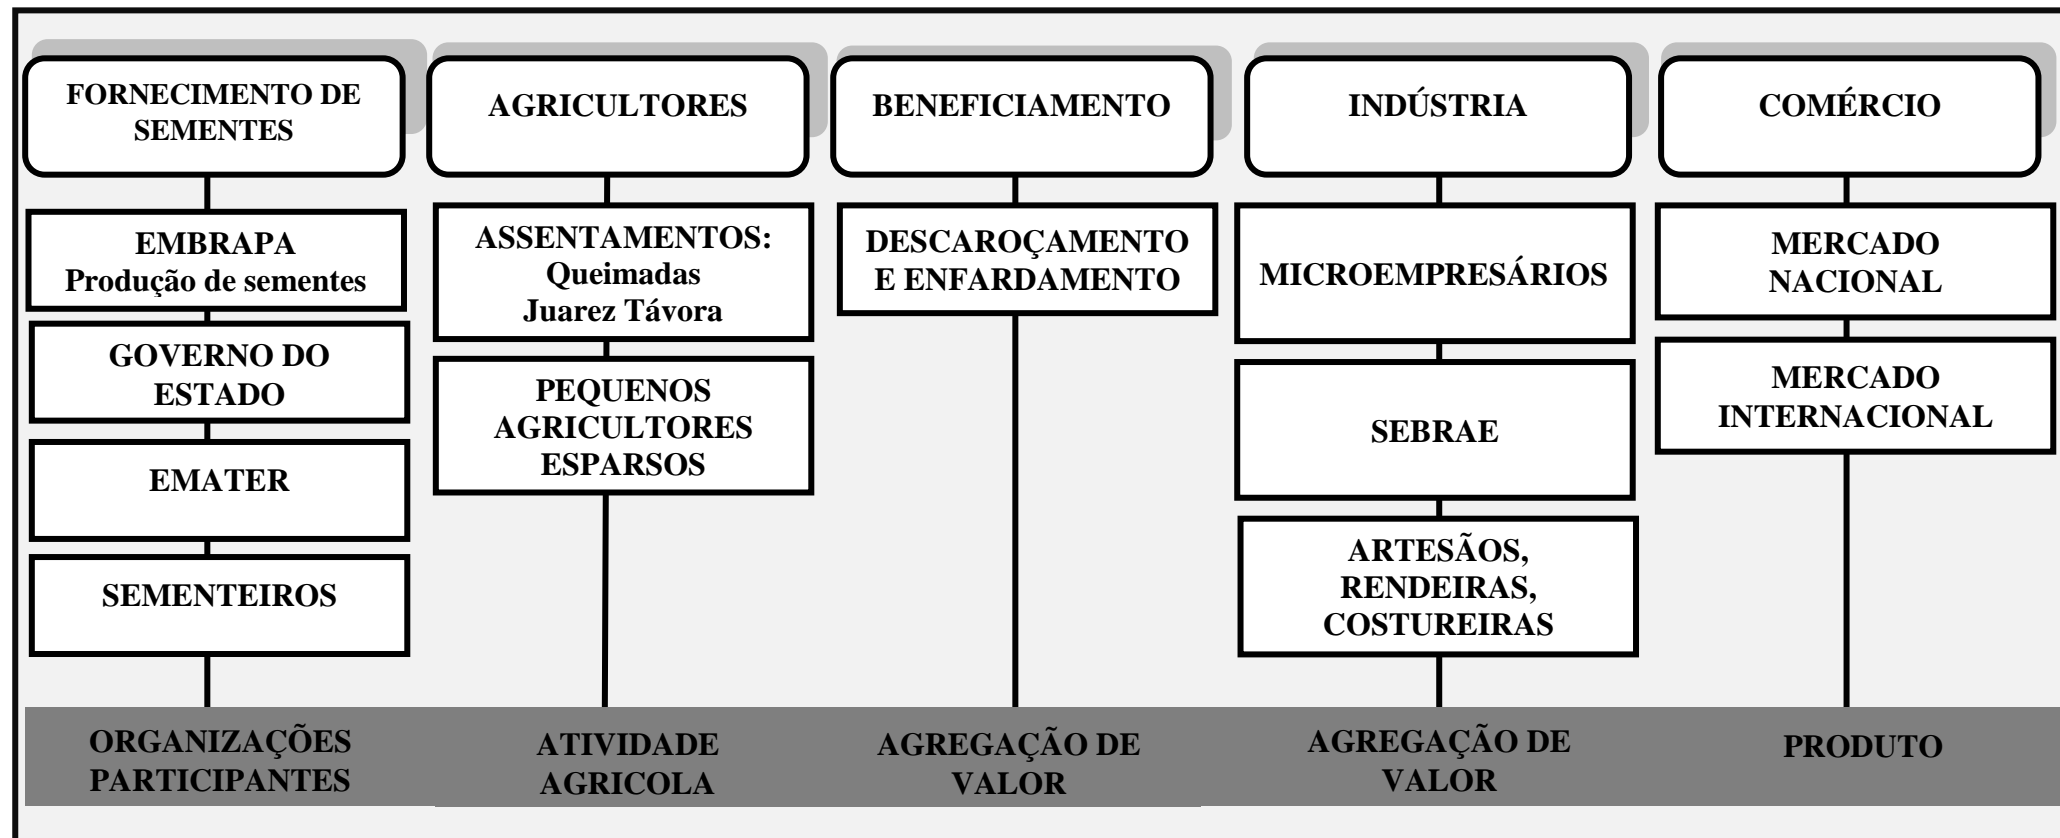 FORNECIMENTO DE
SEMENTES
AGRICULTORES
BENEFICIAMENTO
INDÚSTRIA
COMÉRCIO
EMBRAPA
Produção de sementes
GOVERNO DO
ESTADO
EMATER
SEMENTEIROS
ASSENTAMENTOS:
Queimadas
Juarez Távora
PEQUENOS
AGRICULTORES
ESPARSOS
DESCAROÇAMENTO
E ENFARDAMENTO
MICROEMPRESÁRIOS
SEBRAE
ARTESÃOS,
RENDEIRAS,
COSTUREIRAS
MERCADO
NACIONAL
MERCADO
INTERNACIONAL
ORGANIZAÇÕES
PARTICIPANTES
ATIVIDADE
AGRICOLA
AGREGAÇÃO DE
VALOR
AGREGAÇÃO DE
VALOR
PRODUTO